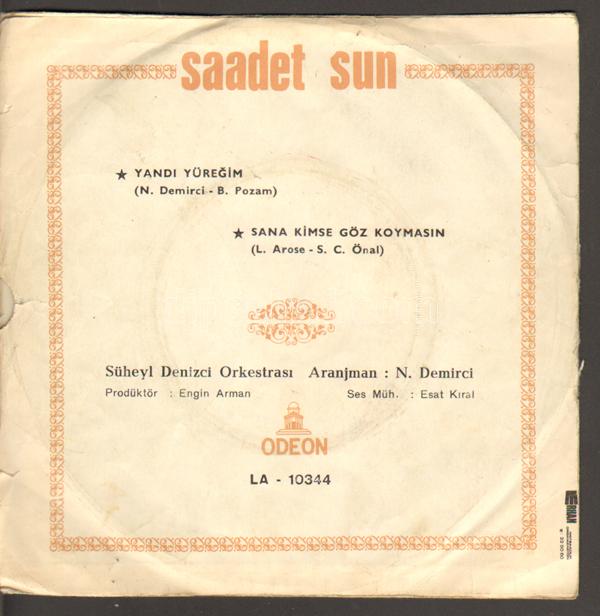 saadet sun
★ YANDI YÜREĞİM
(N. Demirci - B. Pozam)
★ SANA KİMSE GÖZ KOYMASIN
(L. Arose - S. C. Önal)
Süheyl Denizci Orkestrası Aranjman : N. Demirci
Prodüktör : Engin Arman Ses Müh. : Esat Kıral
ODEON
LA - 10344